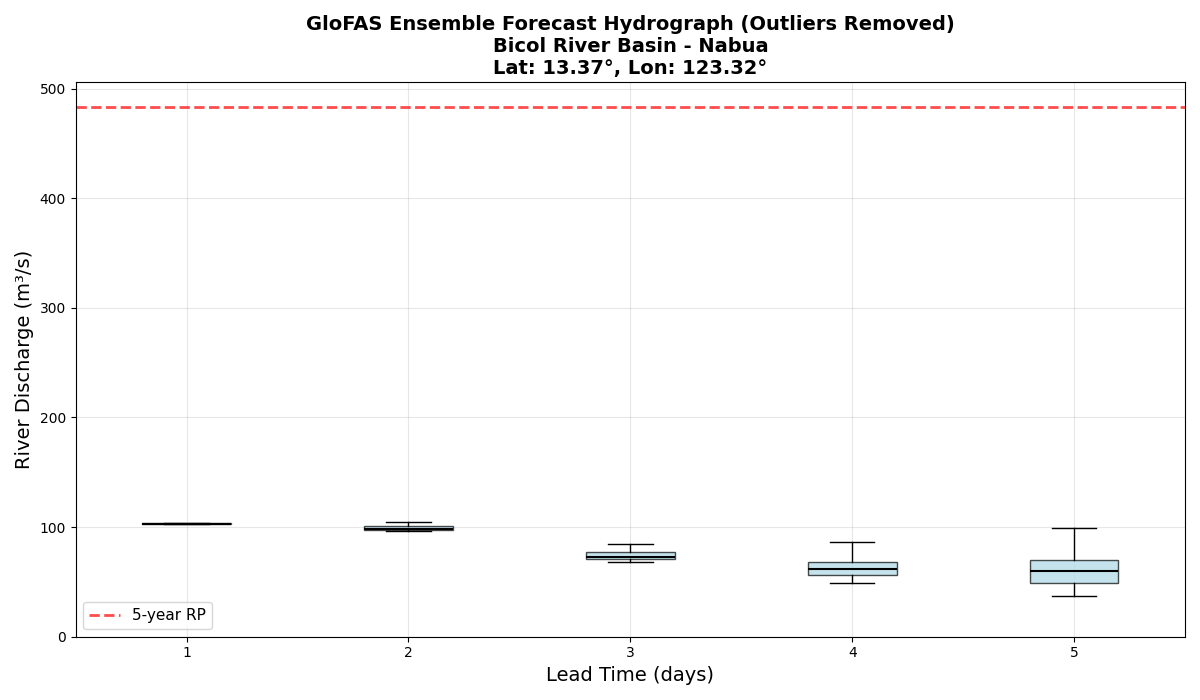 GloFAS Ensemble Forecast Hydrograph (Outliers Removed)
Bicol River Basin - Nabua
Lat: 13.37°, Lon: 123.32°
River Discharge (m³/s)
500
400
300
200
100
0
5-year RP
1 2 3 4 5
Lead Time (days)